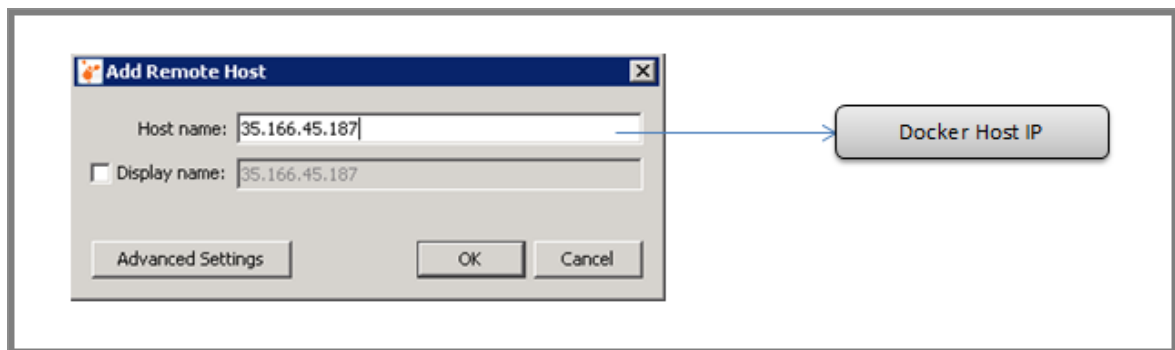 Add Remote Host
Host name: 35.166.45.187
Docker Host IP
Display name: 35.166.45.187
Advanced Settings OK Cancel